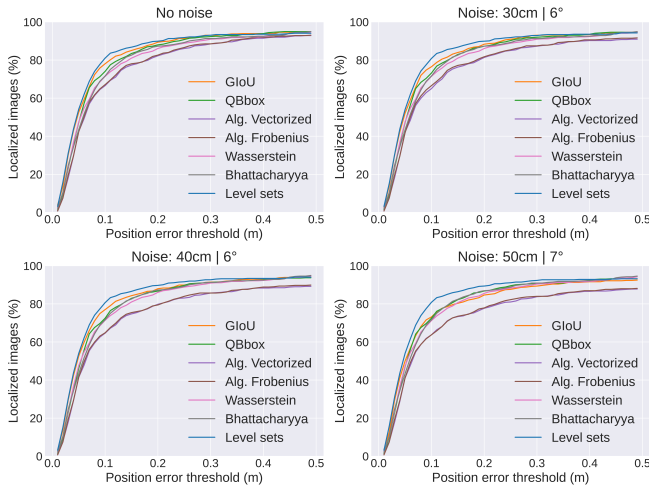 No noise
Localized images (%)
100
80
60
40
20
0
GIoU
QBbox
Alg. Vectorized
Alg. Frobenius
Wasserstein
Bhattacharyya
Level sets
0.0 0.1 0.2 0.3 0.4 0.5
Position error threshold (m)
Noise: 30cm | 6°
Localized images (%)
100
80
60
40
20
0
GIoU
QBbox
Alg. Vectorized
Alg. Frobenius
Wasserstein
Bhattacharyya
Level sets
0.0 0.1 0.2 0.3 0.4 0.5
Position error threshold (m)
Noise: 40cm | 6°
Localized images (%)
100
80
60
40
20
0
GIoU
QBbox
Alg. Vectorized
Alg. Frobenius
Wasserstein
Bhattacharyya
Level sets
0.0 0.1 0.2 0.3 0.4 0.5
Position error threshold (m)
Noise: 50cm | 7°
Localized images (%)
100
80
60
40
20
0
GIoU
QBbox
Alg. Vectorized
Alg. Frobenius
Wasserstein
Bhattacharyya
Level sets
0.0 0.1 0.2 0.3 0.4 0.5
Position error threshold (m)